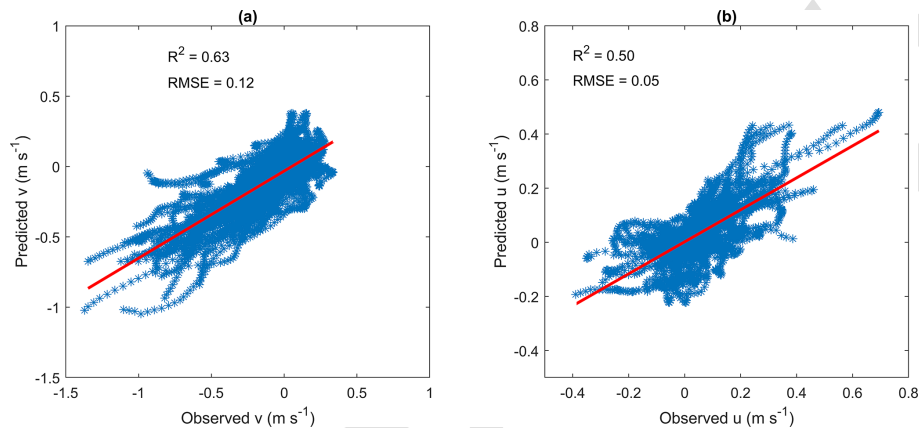 (a)
R² = 0.63
RMSE = 0.12
1
0.5
0
-0.5
-1
-1.5
-1.5 -1 -0.5 0 0.5 1
Predicted v (m s⁻¹)
Observed v (m s⁻¹)
(b)
R² = 0.50
RMSE = 0.05
0.8
0.6
0.4
0.2
0
-0.2
-0.4
-0.4 -0.2 0 0.2 0.4 0.6 0.8
Predicted u (m s⁻¹)
Observed u (m s⁻¹)